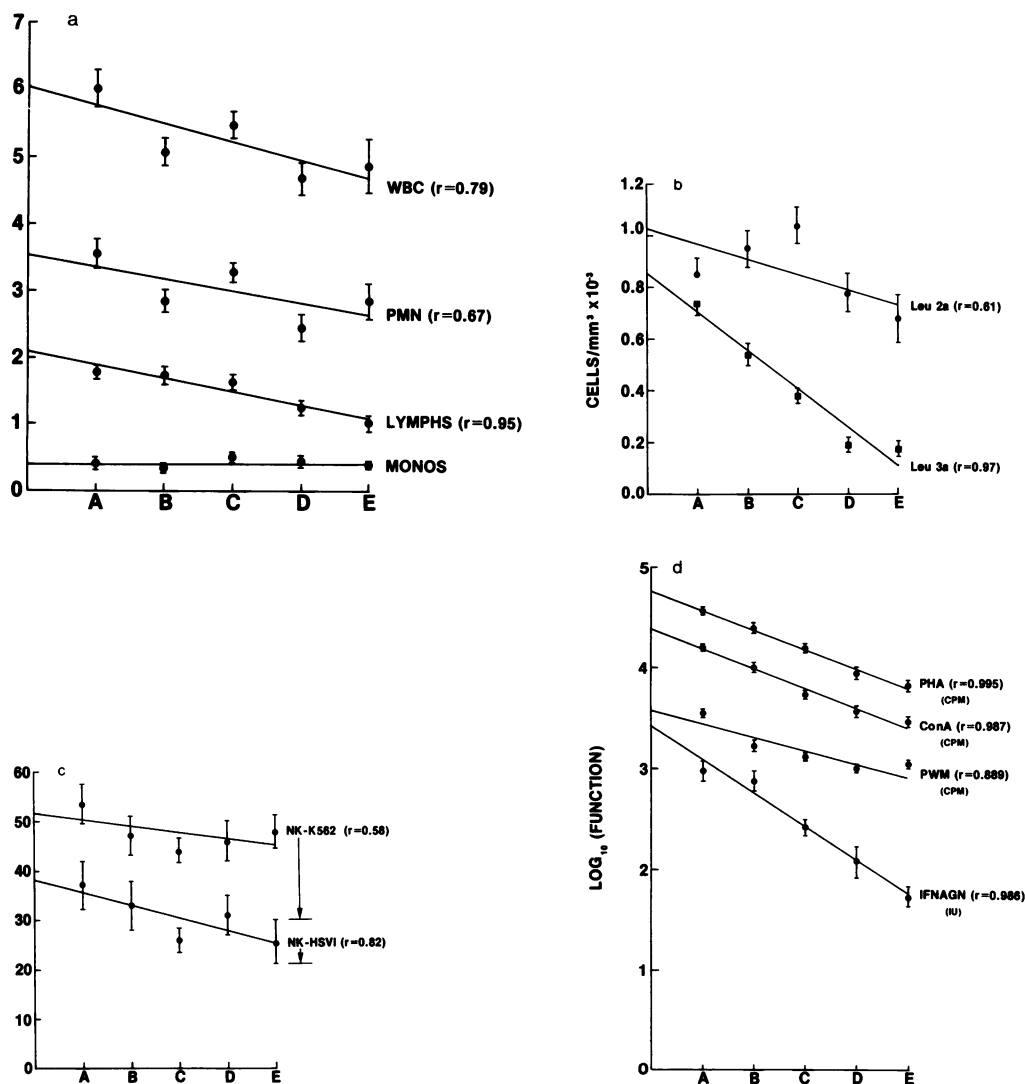 a
7
6
5
4
3
2
1
0
WBC (r=0.79)
PMN (r=0.67)
LYMPHS (r=0.95)
MONOS
A B C D E
b
CELLS/mm³ x10⁻³
1.2
1.0
0.8
0.6
0.4
0.2
0.0
Leu 2a (r=0.61)
Leu 3a (r=0.97)
A B C D E
c
60
50
40
30
20
10
0
NK-K562 (r=0.58)
NK-HSVI (r=0.82)
A B C D E
d
LOG₁₀ (FUNCTION)
5
4
3
2
1
0
PHA (r=0.995)
(CPM)
ConA (r=0.987)
(CPM)
PWM (r=0.889)
(CPM)
IFNAGN (r=0.986)
(IU)
A B C D E